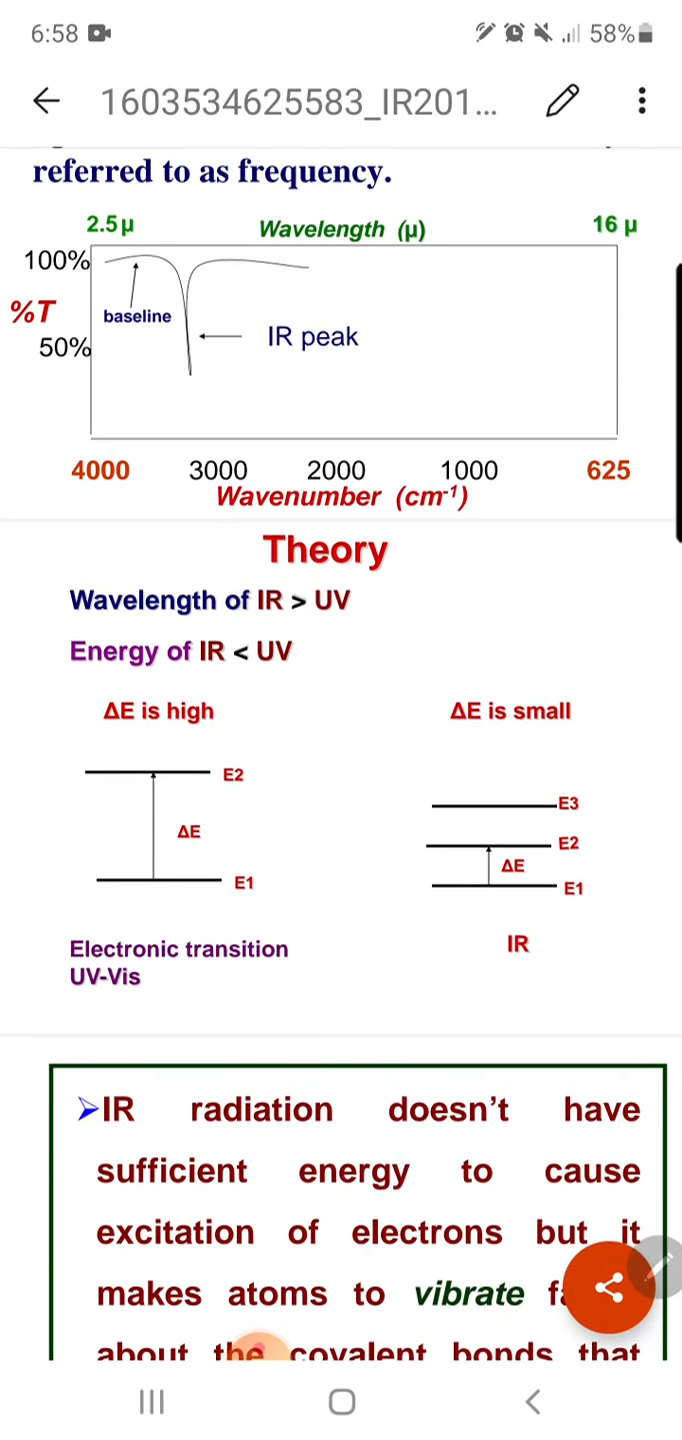 6:58
58%
1603534625583_IR201...
referred to as frequency.
2.5 μ Wavelength (μ) 16 μ
100%
%T
baseline
IR peak
50%
4000 3000 2000 1000 625
Wavenumber (cm-1)
Theory
Wavelength of IR > UV
Energy of IR < UV
ΔE is high ΔE is small
E2
E3
ΔE
E2
ΔE
E1
E1
Electronic transition
UV-Vis
IR
➢IR radiation doesn't have
sufficient energy to cause
excitation of electrons but it
makes atoms to vibrate
about the covalent bonds that